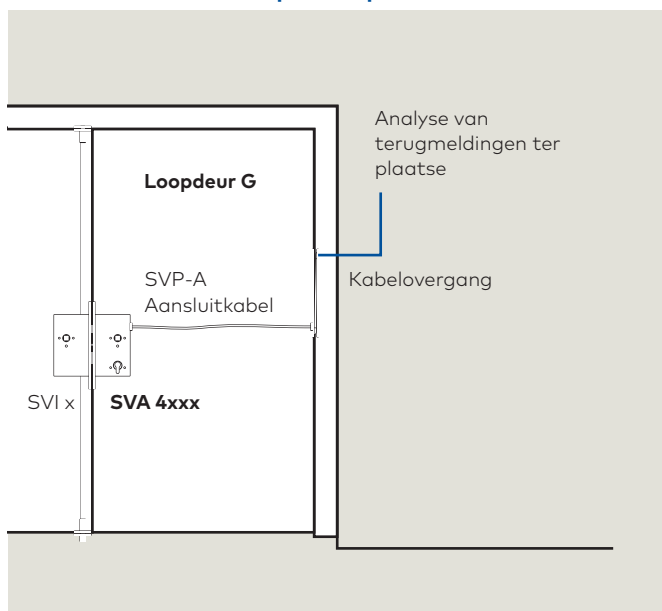 Analyse van
terugmeldingen ter
plaatse
Loopdeur G
SVP-A
Aansluitkabel
Kabelovergang
SVI x
SVA 4xxx